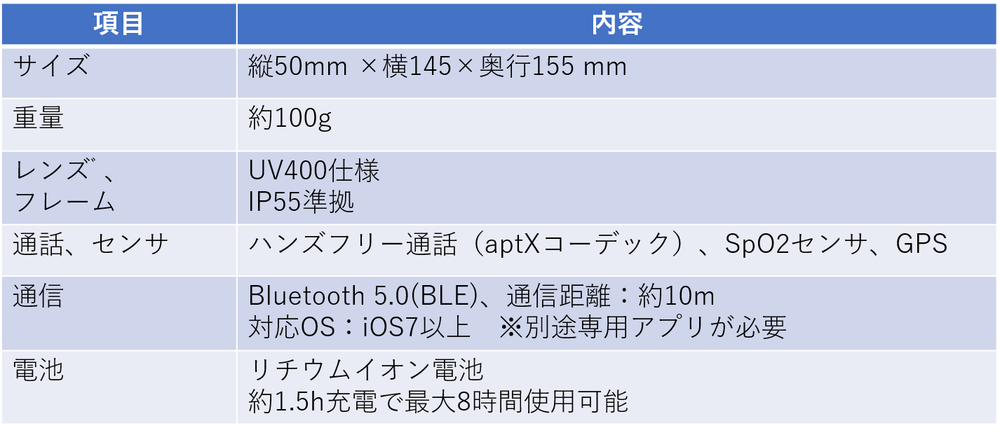 項目
内容
サイズ
縦50mm ×横145×奥行155 mm
重量
約100g
レンズ゛、
フレーム
UV400仕様
IP55準拠
通話、センサ
ハンズフリー通話（aptXコーデック）、SpO2センサ、GPS
通信
Bluetooth 5.0(BLE)、通信距離：約10m
対応OS：iOS7以上　※別途専用アプリが必要
電池
リチウムイオン電池
約1.5h充電で最大8時間使用可能